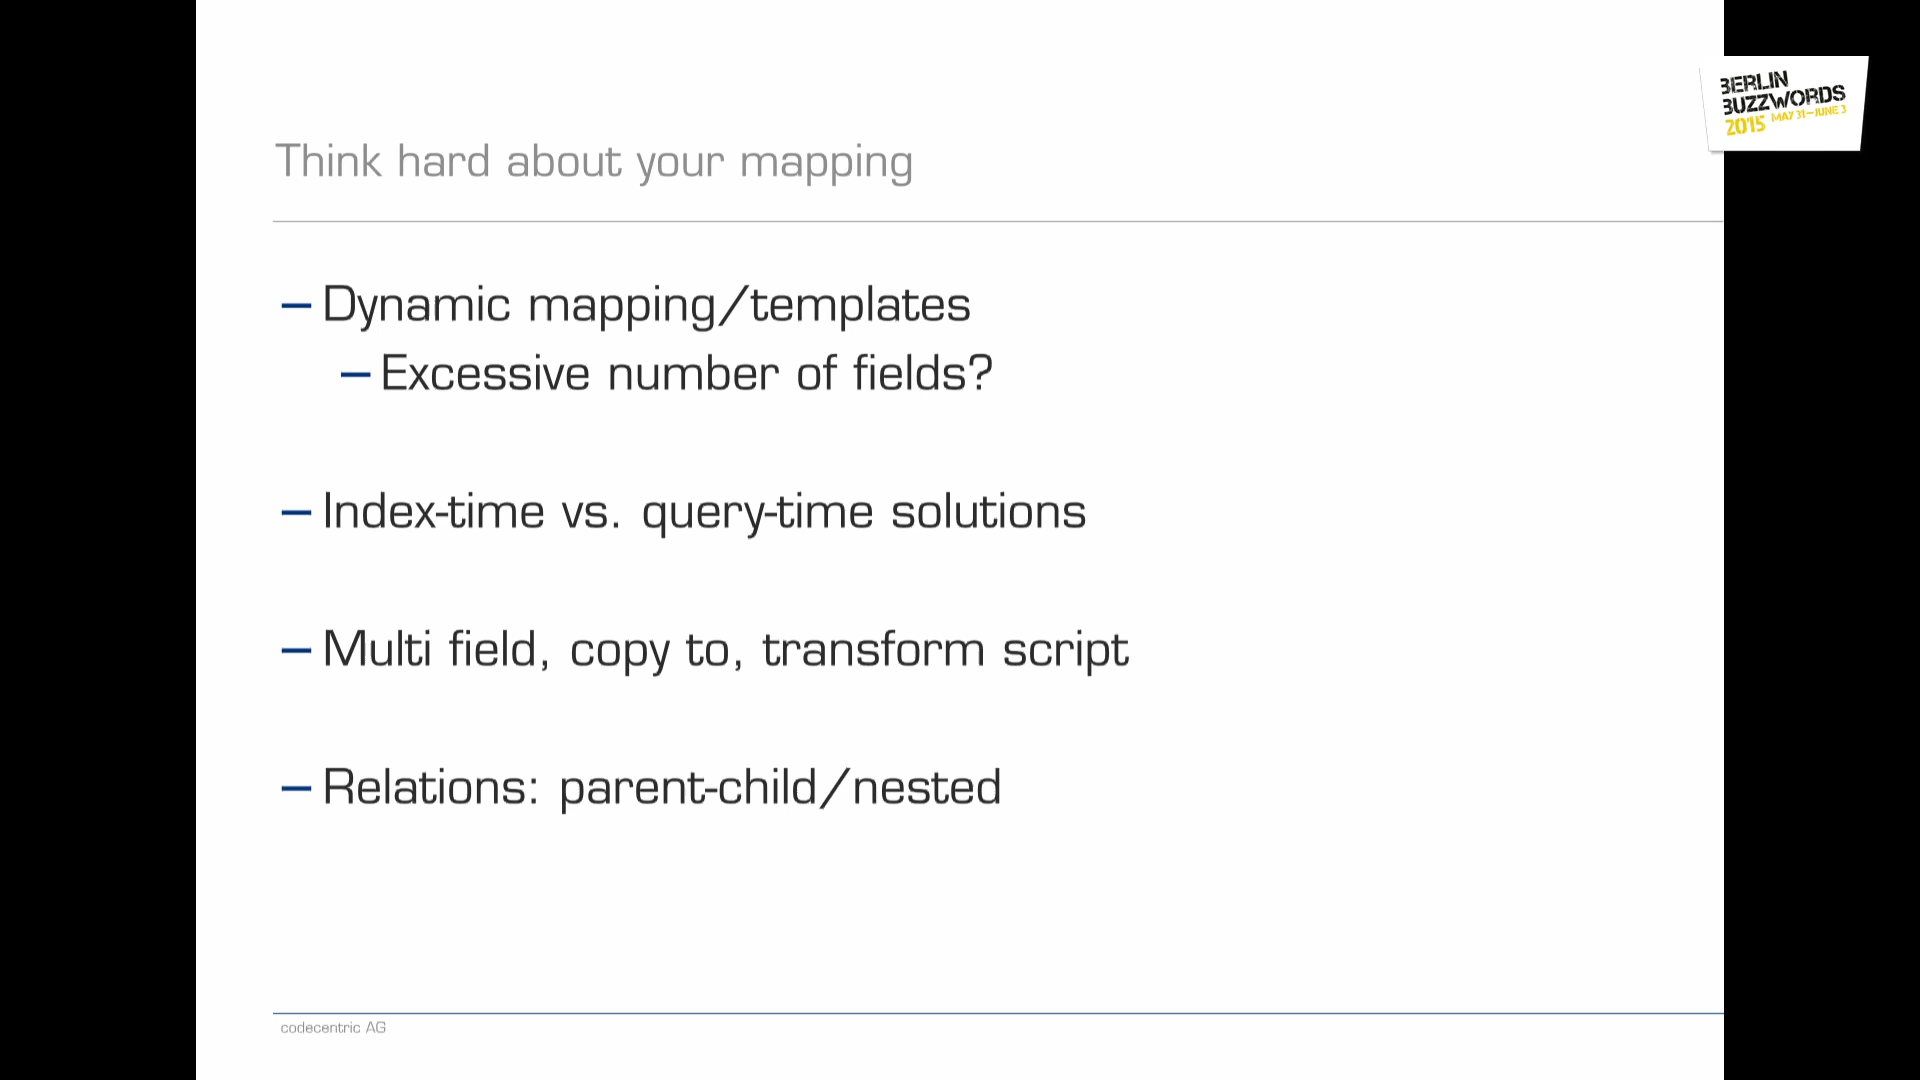 BERLIN
BUZZWORDS
2015 MAY 31–JUNE 3
Think hard about your mapping
– Dynamic mapping/templates
– Excessive number of fields?
– Index-time vs. query-time solutions
– Multi field, copy to, transform script
– Relations: parent-child/nested
codecentric AG